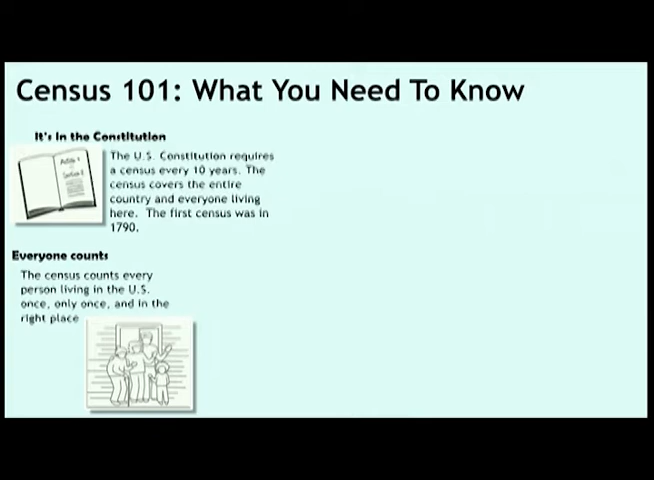 Census 101: What You Need To Know
It's in the Constitution
The U.S. Constitution requires
a census every 10 years. The
census covers the entire
country and everyone living
here. The first census was in
1790.
Everyone counts
The census counts every
person living in the U.S.
once, only once, and in the
right place